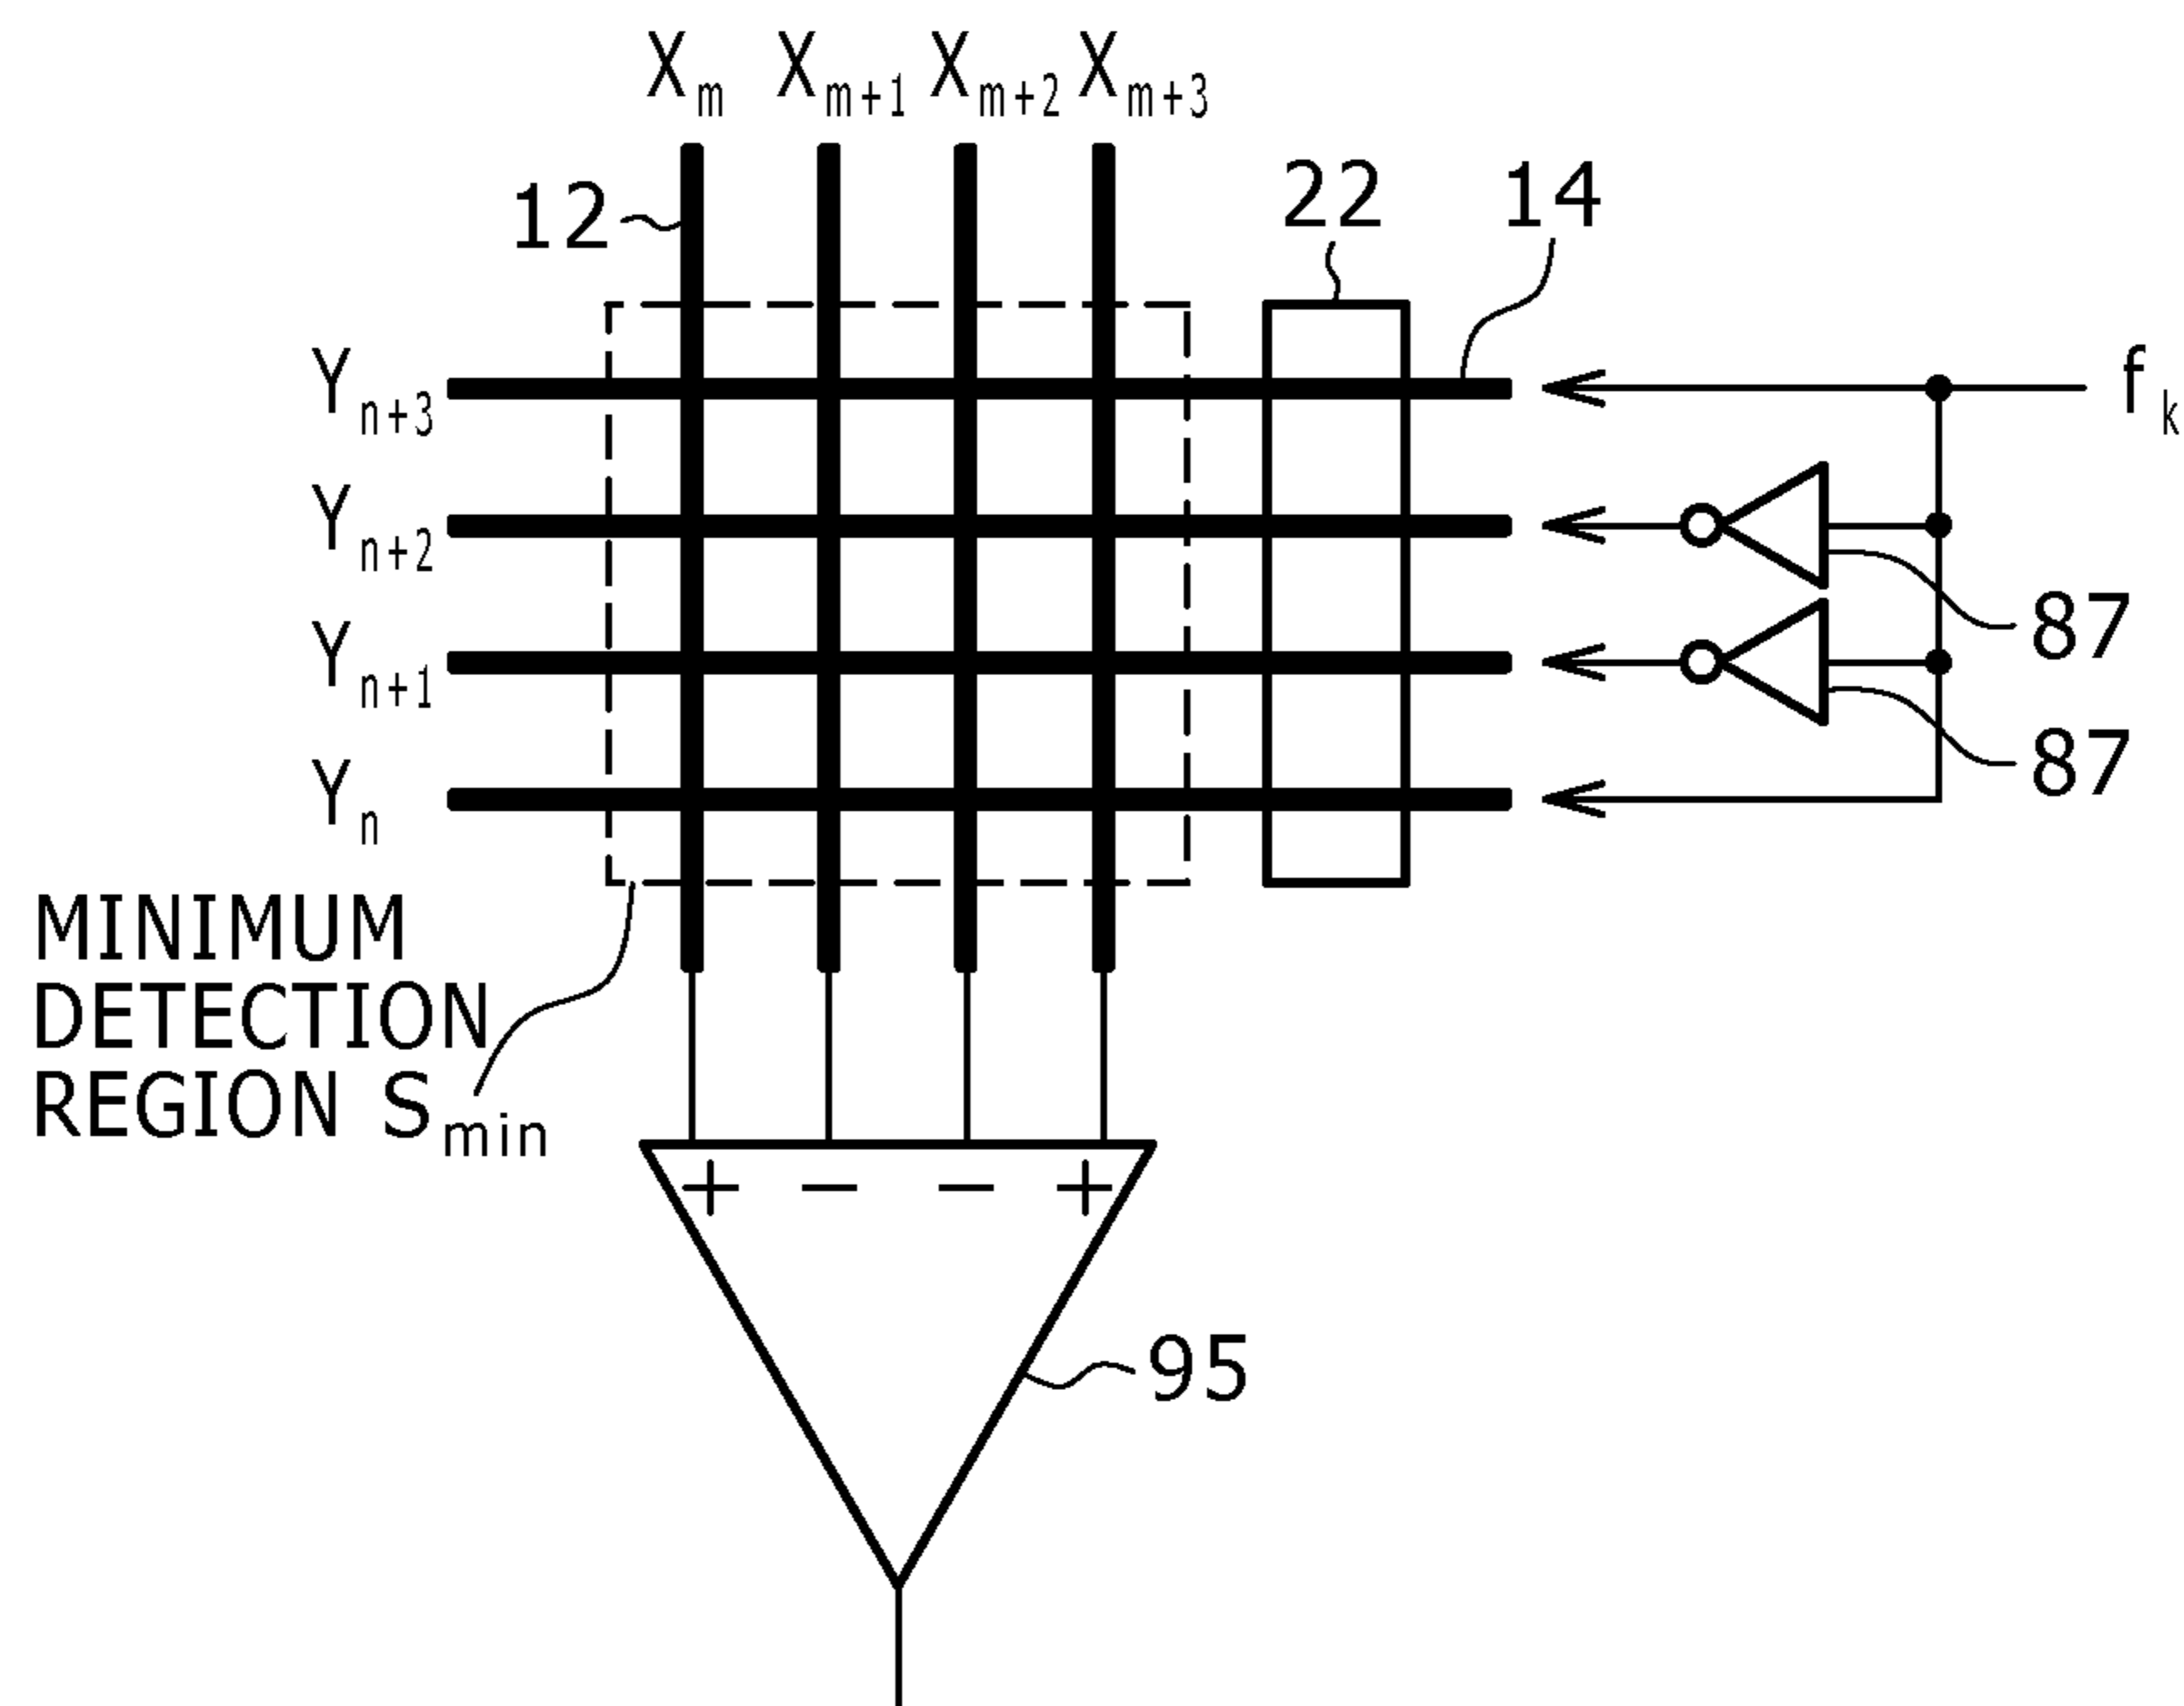 Xm Xm+1 Xm+2 Xm+3
12
22
14
Yn+3
fk
Yn+2
87
Yn+1
87
Yn
MINIMUM
DETECTION
REGION Smin
+ − − +
95